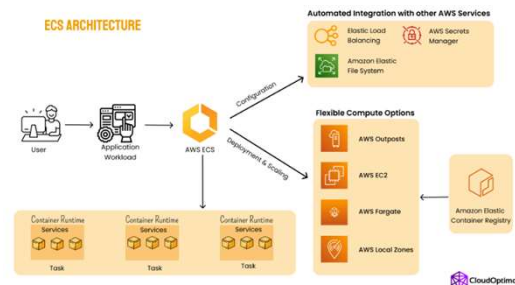 ECS ARCHITECTURE
Automated Integration with other AWS Services
Elastic Load
Balancing
AWS Secrets
Manager
Amazon Elastic
File System
Configuration
Flexible Compute Options
User
Application
Workload
AWS ECS
Deployment & Scaling
AWS Outposts
AWS EC2
AWS Fargate
AWS Local Zones
Amazon Elastic
Container Registry
Container Runtime
Services
Task
Container Runtime
Services
Task
Container Runtime
Services
Task
CloudOptimo